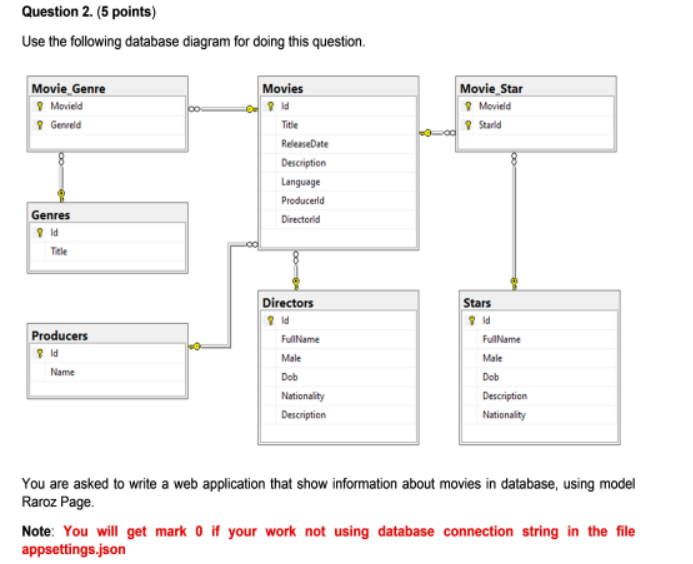 Question 2. (5 points)
Use the following database diagram for doing this question.
Movie_Genre
MovieId
GenreId
Movies
Id
Title
ReleaseDate
Description
Language
ProducerId
DirectorId
Movie_Star
MovieId
StarId
Genres
Id
Title
Producers
Id
Name
Directors
Id
FullName
Male
Dob
Nationality
Description
Stars
Id
FullName
Male
Dob
Description
Nationality
You are asked to write a web application that show information about movies in database, using model
Raroz Page.
Note: You will get mark 0 if your work not using database connection string in the file
appsettings.json